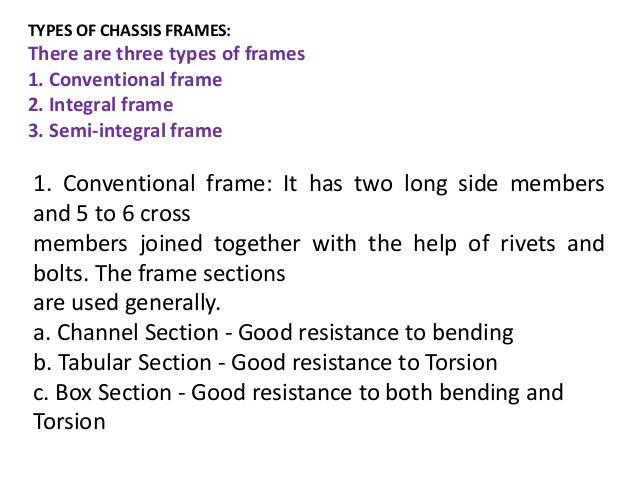 TYPES OF CHASSIS FRAMES:
There are three types of frames
1. Conventional frame
2. Integral frame
3. Semi-integral frame
1. Conventional frame: It has two long side members
and 5 to 6 cross
members joined together with the help of rivets and
bolts. The frame sections
are used generally.
a. Channel Section - Good resistance to bending
b. Tabular Section - Good resistance to Torsion
c. Box Section - Good resistance to both bending and
Torsion